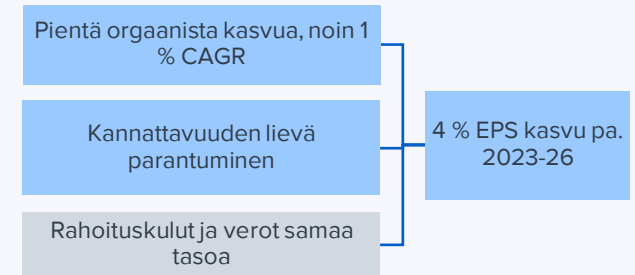 Pientä orgaanista kasvua, noin 1
% CAGR
Kannattavuuden lievä
parantuminen
4 % EPS kasvu pa.
2023-26
Rahoituskulut ja verot samaa
tasoa